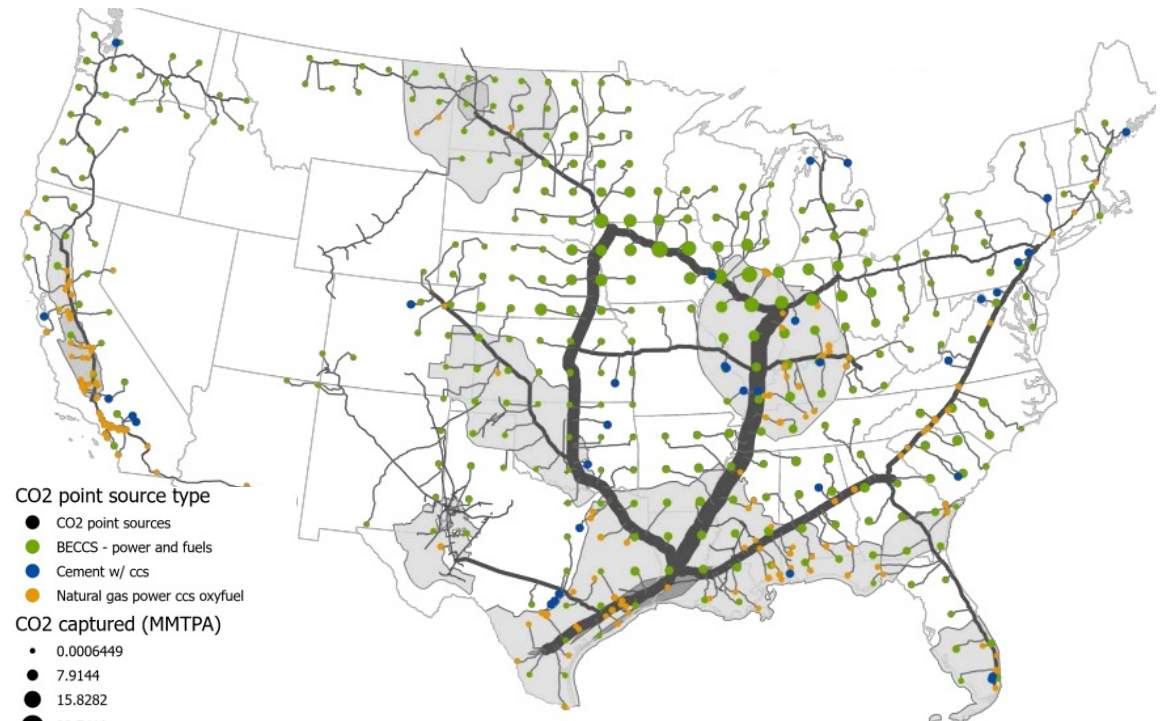 CO2 point source type
CO2 point sources
BECCS - power and fuels
Cement w/ ccs
Natural gas power ccs oxyfuel
CO2 captured (MMTPA)
0.0006449
7.9144
15.8282